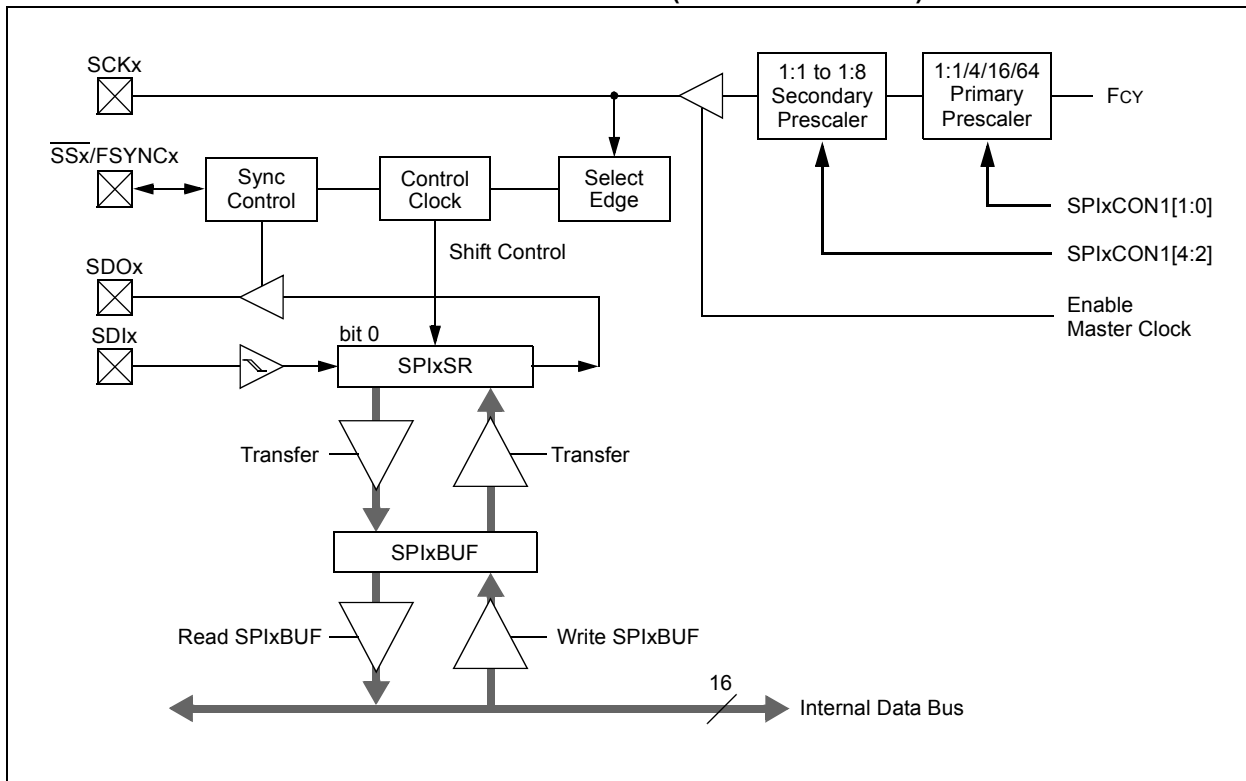 SCKx
1:1 to 1:8
Secondary
Prescaler
1:1/4/16/64
Primary
Prescaler
FCY
SSx/FSYNCx
Sync
Control
Control
Clock
Select
Edge
SPIxCON1[1:0]
Shift Control
SPIxCON1[4:2]
SDOx
Enable
Master Clock
SDIx
bit 0
SPIxSR
Transfer
Transfer
SPIxBUF
Read SPIxBUF
Write SPIxBUF
16
Internal Data Bus